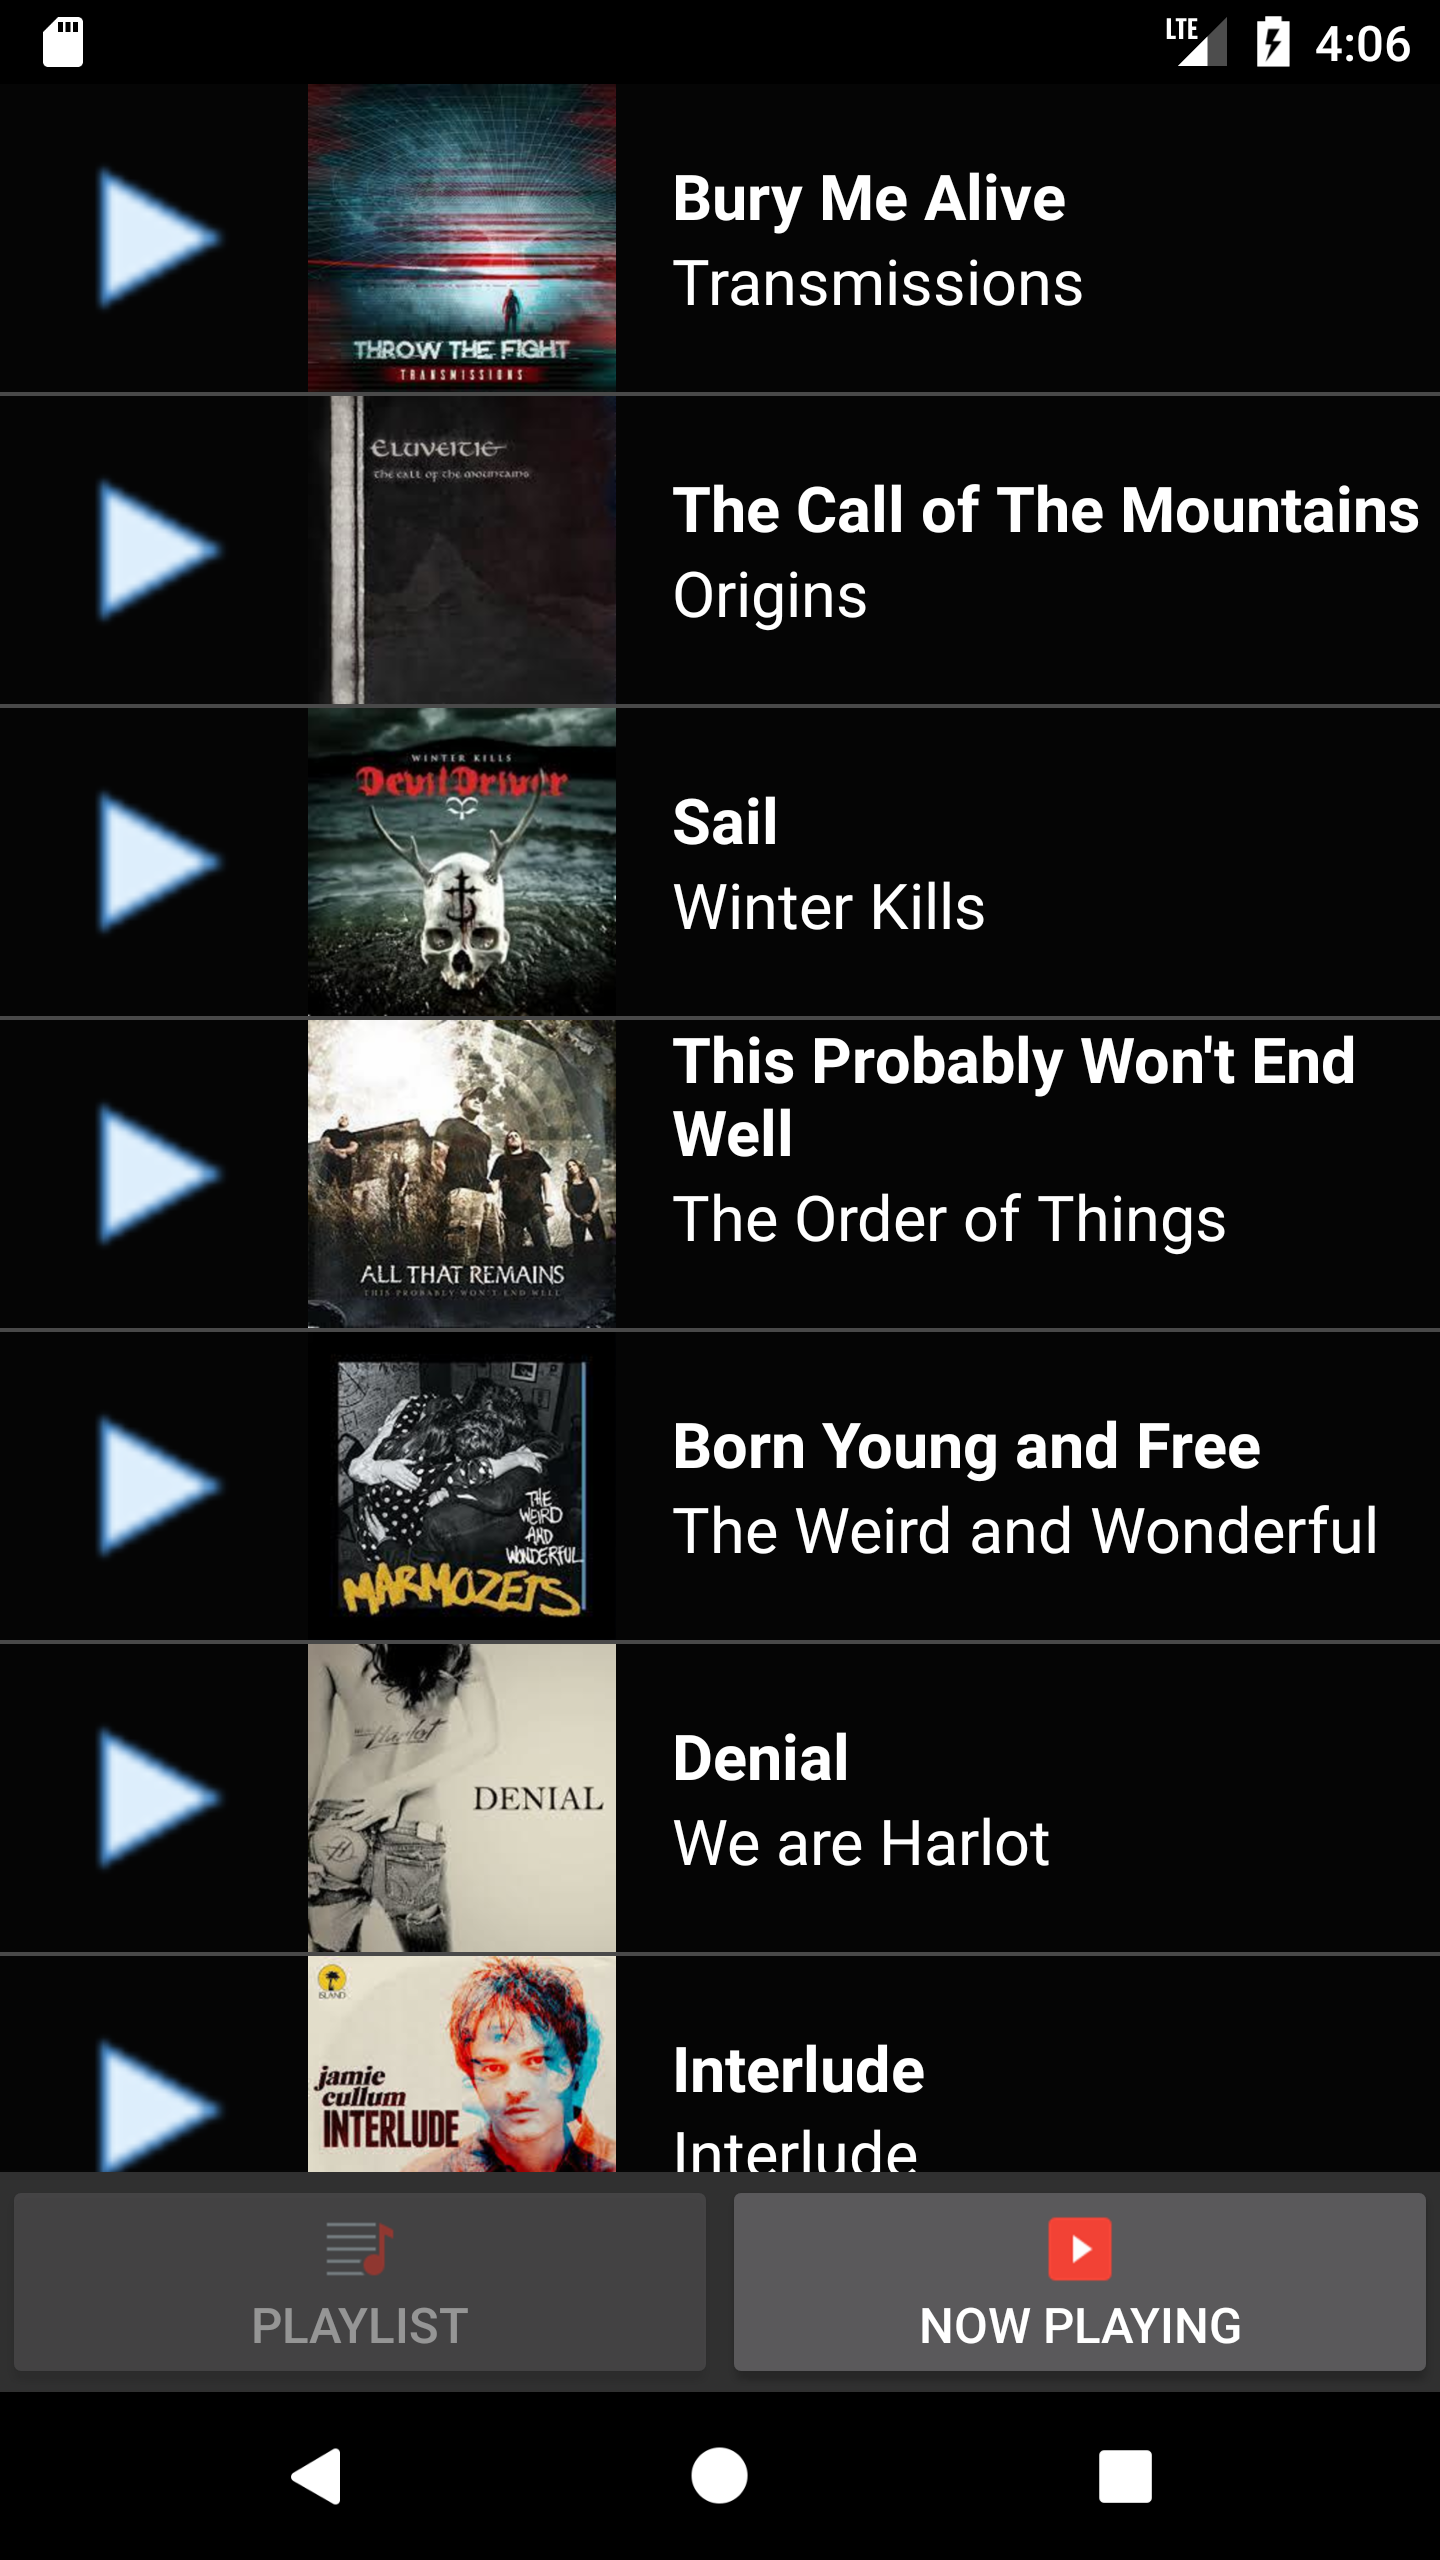 LTE 4:06
THROW THE FIGHT
TRANSMISSIONS
Bury Me Alive
Transmissions
ELUVEITIE
the call of the mountains
The Call of The Mountains
Origins
WINTER KILLS
DevilDriver
Sail
Winter Kills
ALL THAT REMAINS
THIS PROBABLY WON'T END WELL
This Probably Won't End
Well
The Order of Things
THE
WEIRD
AND
WONDERFUL
MARMOZETS
Born Young and Free
The Weird and Wonderful
Harlot
DENIAL
Denial
We are Harlot
ISLAND
jamie
cullum
INTERLUDE
Interlude
Interlude
PLAYLIST
NOW PLAYING